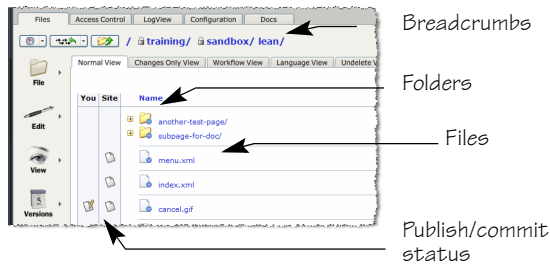 Files Access Control LogView Configuration Docs
Breadcrumbs
/ training/ sandbox/ lean/
Normal View Changes Only View Workflow View Language View Undelete V
File
You Site Name
Folders
another-test-page/
subpage-for-doc/
Edit
Files
menu.xml
View
index.xml
5
Versions
cancel.gif
Publish/commit
status